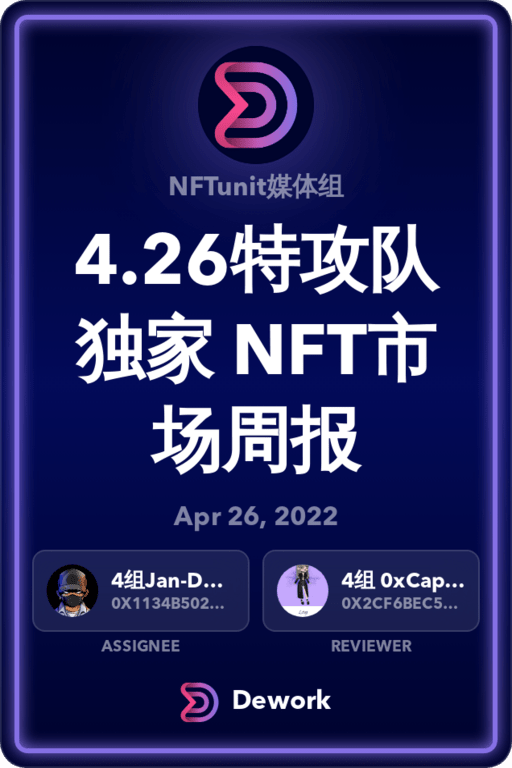 NFTunit媒体组
4.26特攻队
独家 NFT市
场周报
Apr 26, 2022
4组Jan-D...
0X1134B502...
4组 0xCap...
0X2CF6BEC5...
ASSIGNEE
REVIEWER
Dework